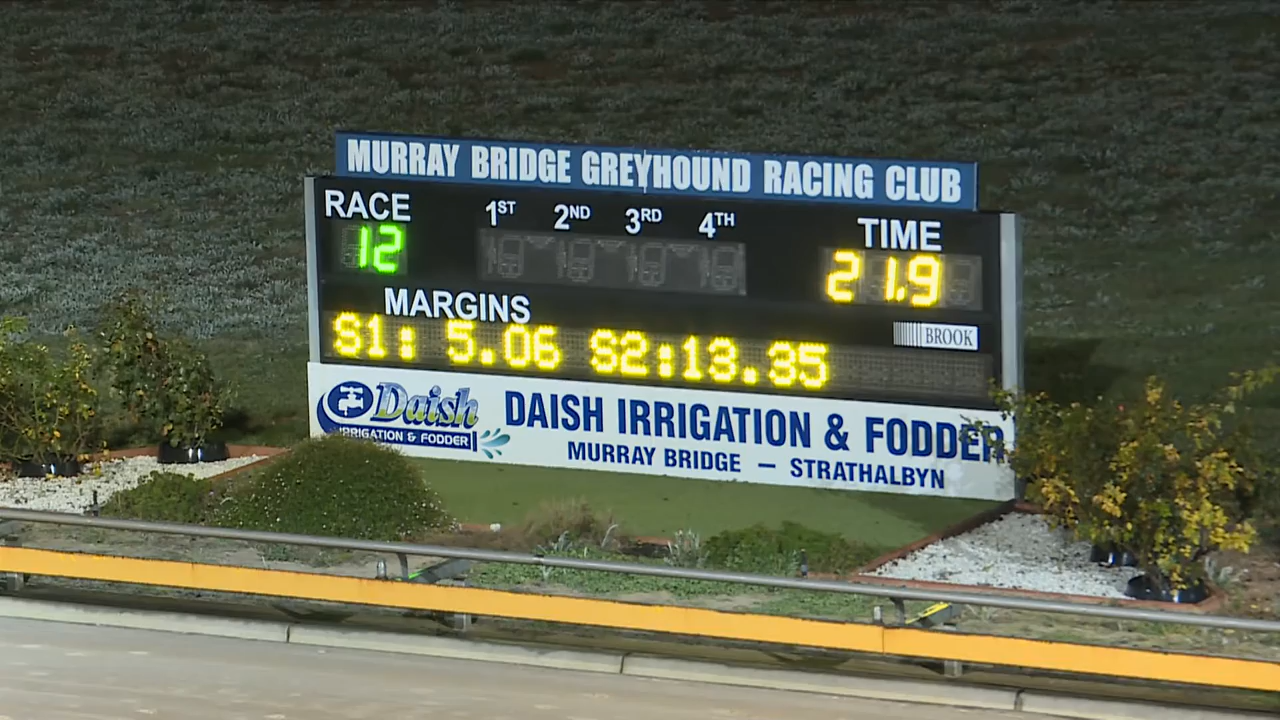 MURRAY BRIDGE GREYHOUND RACING CLUB
RACE 1ST 2ND 3RD 4TH TIME
12 21.9
MARGINS
BROOK
S1: 5.06 S2:13.35
Daish
IRRIGATION & FODDER
DAISH IRRIGATION & FODDER
MURRAY BRIDGE — STRATHALBYN